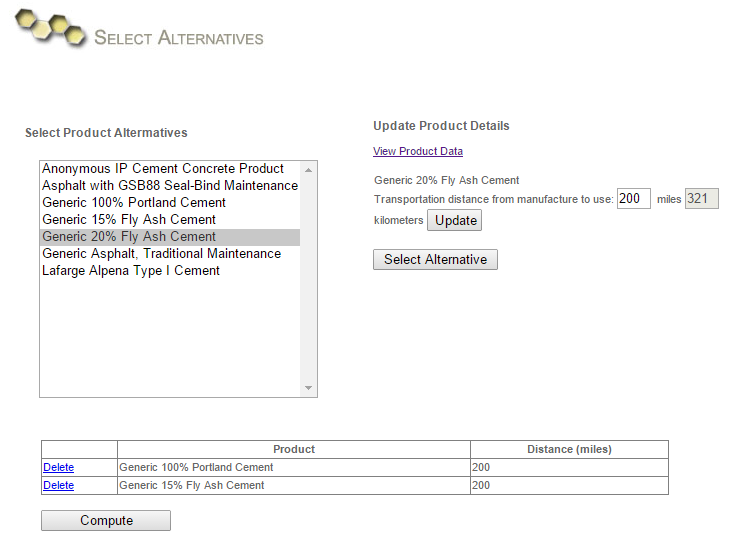 SELECT ALTERNATIVES
Select Product Alternatives
Anonymous IP Cement Concrete Product
Asphalt with GSB88 Seal-Bind Maintenance
Generic 100% Portland Cement
Generic 15% Fly Ash Cement
Generic 20% Fly Ash Cement
Generic Asphalt, Traditional Maintenance
Lafarge Alpena Type I Cement
Update Product Details
View Product Data
Generic 20% Fly Ash Cement
Transportation distance from manufacture to use: 200 miles 321
kilometers Update
Select Alternative
Product Distance (miles)
Delete Generic 100% Portland Cement 200
Delete Generic 15% Fly Ash Cement 200
Compute